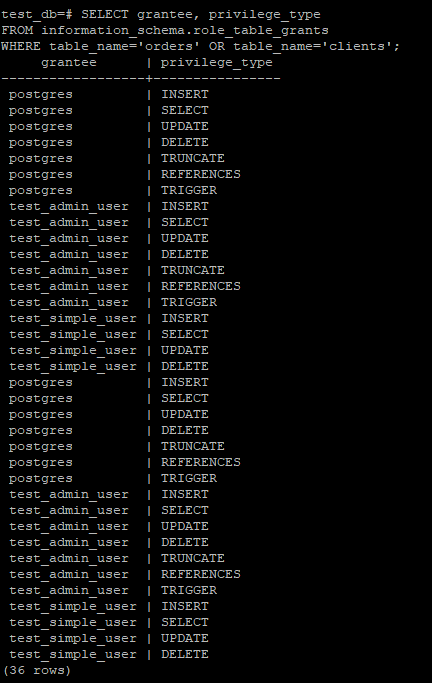 test_db=# SELECT grantee, privilege_type
FROM information_schema.role_table_grants
WHERE table_name='orders' OR table_name='clients';
     grantee      | privilege_type
------------------+----------------
 postgres         | INSERT
 postgres         | SELECT
 postgres         | UPDATE
 postgres         | DELETE
 postgres         | TRUNCATE
 postgres         | REFERENCES
 postgres         | TRIGGER
 test_admin_user  | INSERT
 test_admin_user  | SELECT
 test_admin_user  | UPDATE
 test_admin_user  | DELETE
 test_admin_user  | TRUNCATE
 test_admin_user  | REFERENCES
 test_admin_user  | TRIGGER
 test_simple_user | INSERT
 test_simple_user | SELECT
 test_simple_user | UPDATE
 test_simple_user | DELETE
 postgres         | INSERT
 postgres         | SELECT
 postgres         | UPDATE
 postgres         | DELETE
 postgres         | TRUNCATE
 postgres         | REFERENCES
 postgres         | TRIGGER
 test_admin_user  | INSERT
 test_admin_user  | SELECT
 test_admin_user  | UPDATE
 test_admin_user  | DELETE
 test_admin_user  | TRUNCATE
 test_admin_user  | REFERENCES
 test_admin_user  | TRIGGER
 test_simple_user | INSERT
 test_simple_user | SELECT
 test_simple_user | UPDATE
 test_simple_user | DELETE
(36 rows)